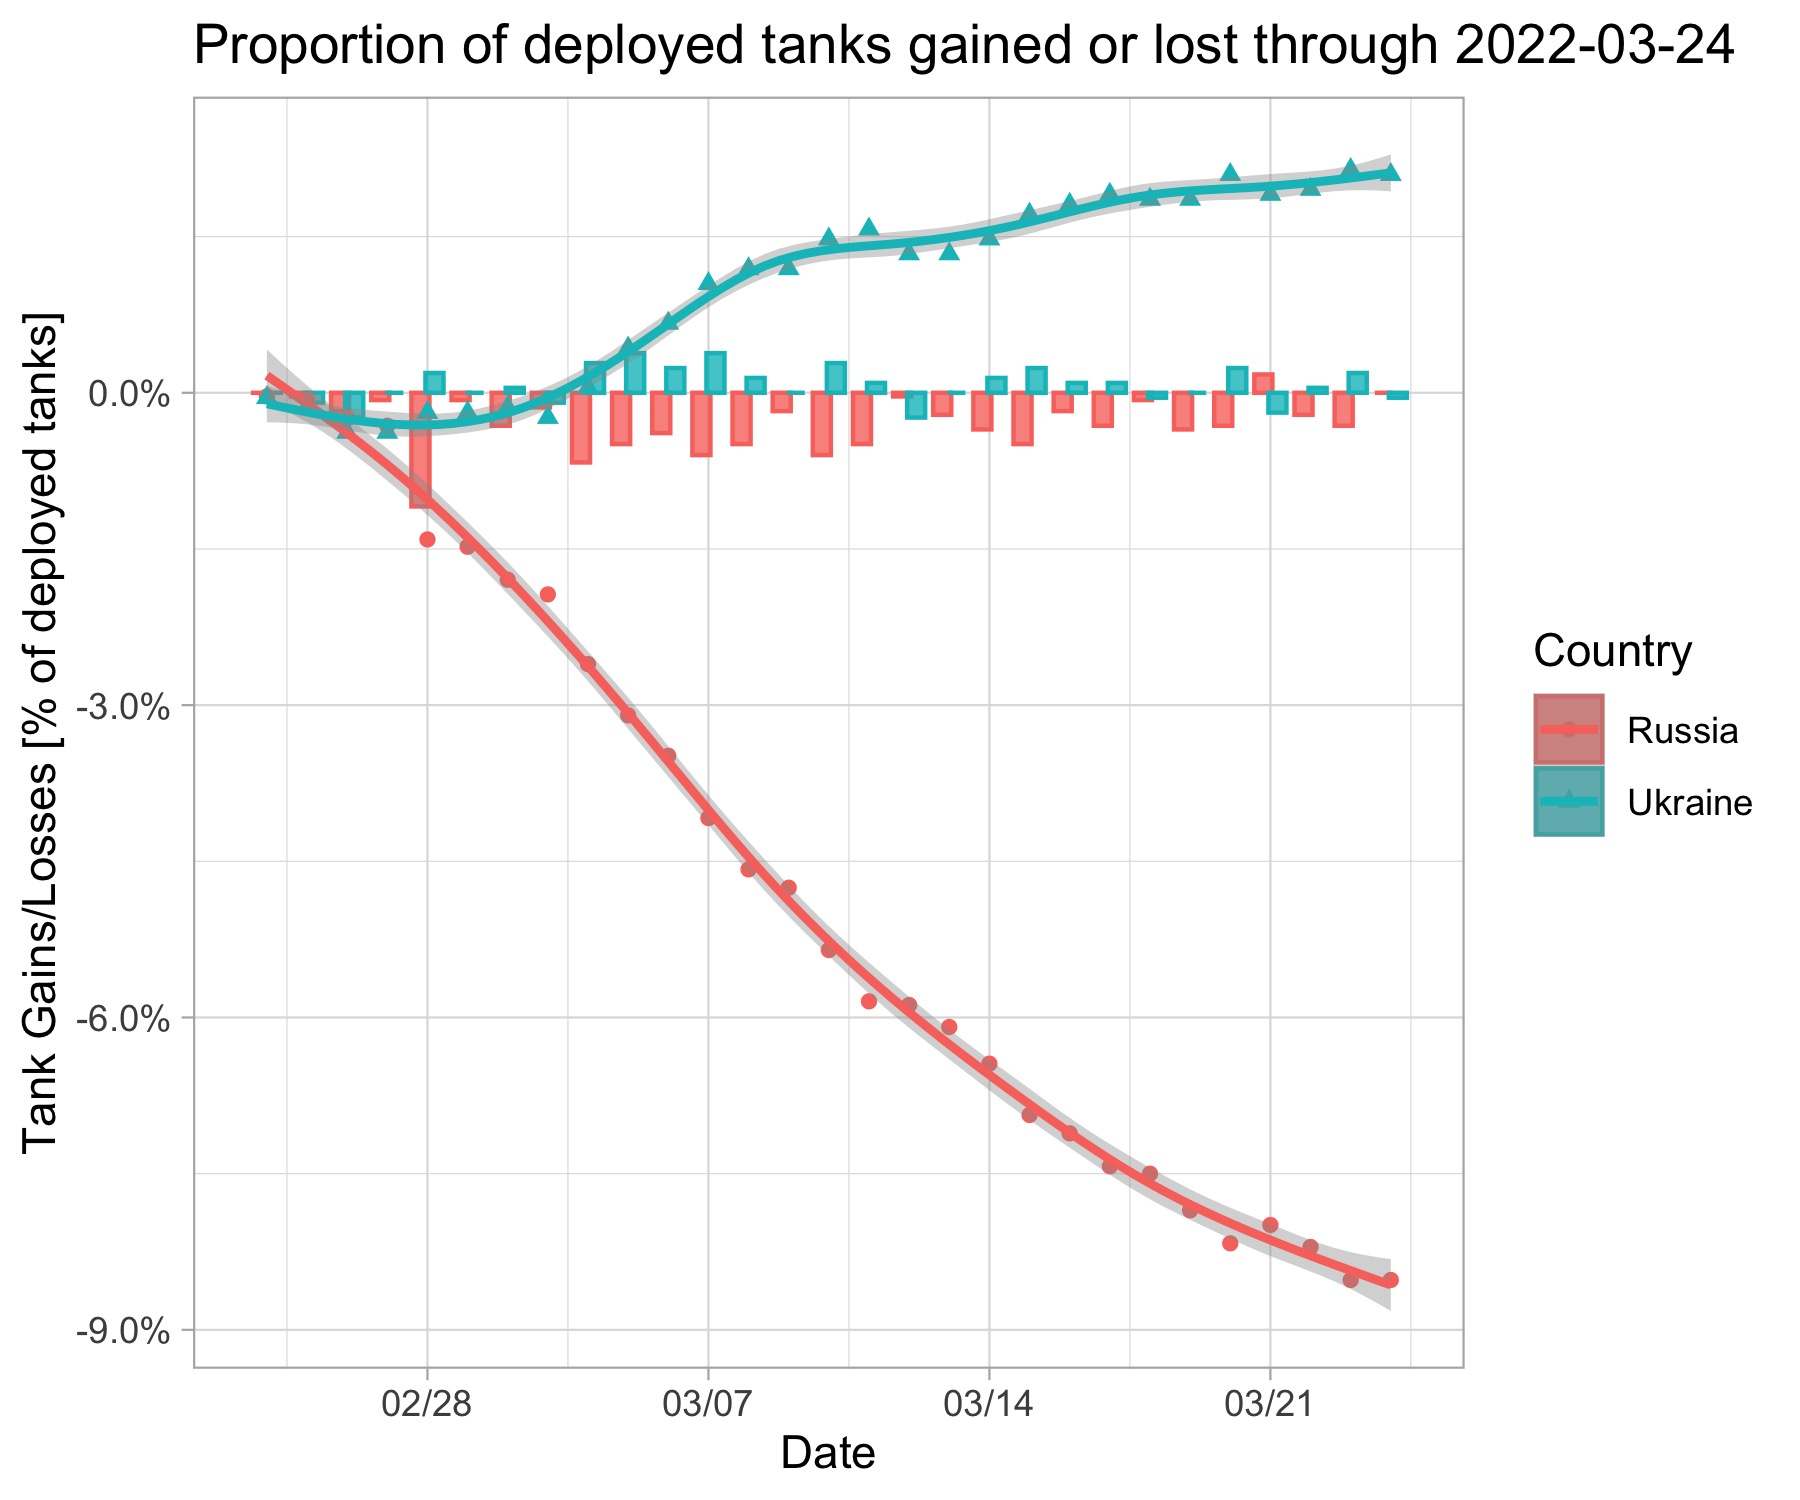 Proportion of deployed tanks gained or lost through 2022-03-24
Tank Gains/Losses [% of deployed tanks]
0.0%
-3.0%
-6.0%
-9.0%
02/28
03/07
03/14
03/21
Date
Country
Russia
Ukraine